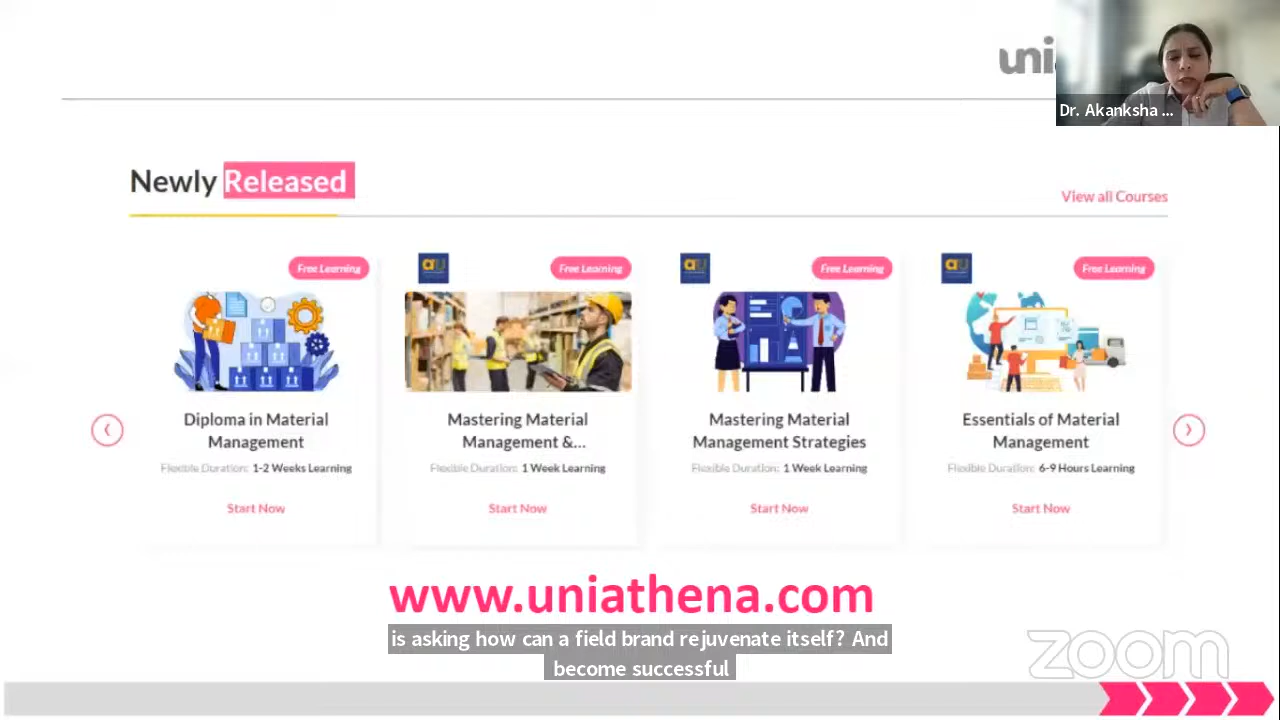 uni
Dr. Akanksha ...
Newly Released
View all Courses
Free Learning
Free Learning
Free Learning
Free Learning
Diploma in Material
Management
Flexible Duration: 1-2 Weeks Learning
Start Now
Mastering Material
Management &...
Flexible Duration: 1 Week Learning
Start Now
Mastering Material
Management Strategies
Flexible Duration: 1 Week Learning
Start Now
Essentials of Material
Management
Flexible Duration: 6-9 Hours Learning
Start Now
www.uniathena.com
is asking how can a field brand rejuvenate itself? And
become successful
zoom